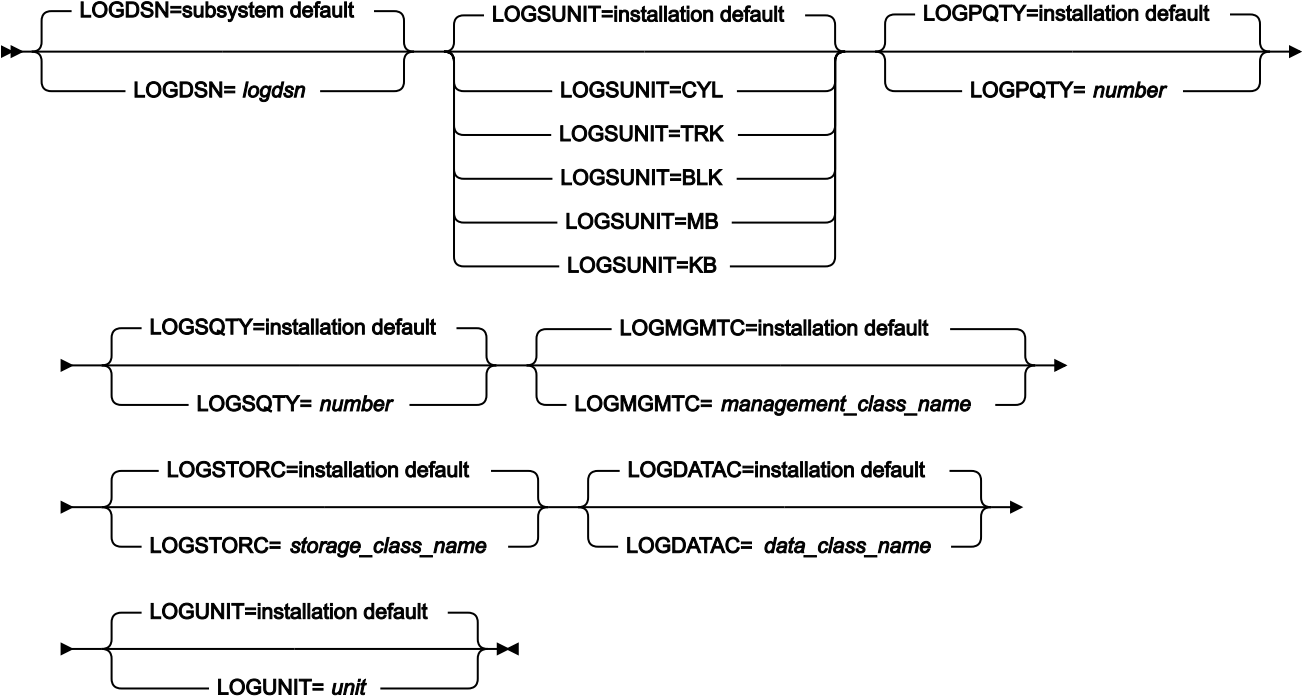 LOGDSN=subsystem default
LOGDSN= logdsn
LOGSUNIT=installation default
LOGSUNIT=CYL
LOGSUNIT=TRK
LOGSUNIT=BLK
LOGSUNIT=MB
LOGSUNIT=KB
LOGPQTY=installation default
LOGPQTY= number
LOGSQTY=installation default
LOGSQTY= number
LOGMGMTC=installation default
LOGMGMTC= management_class_name
LOGSTORC=installation default
LOGSTORC= storage_class_name
LOGDATAC=installation default
LOGDATAC= data_class_name
LOGUNIT=installation default
LOGUNIT= unit